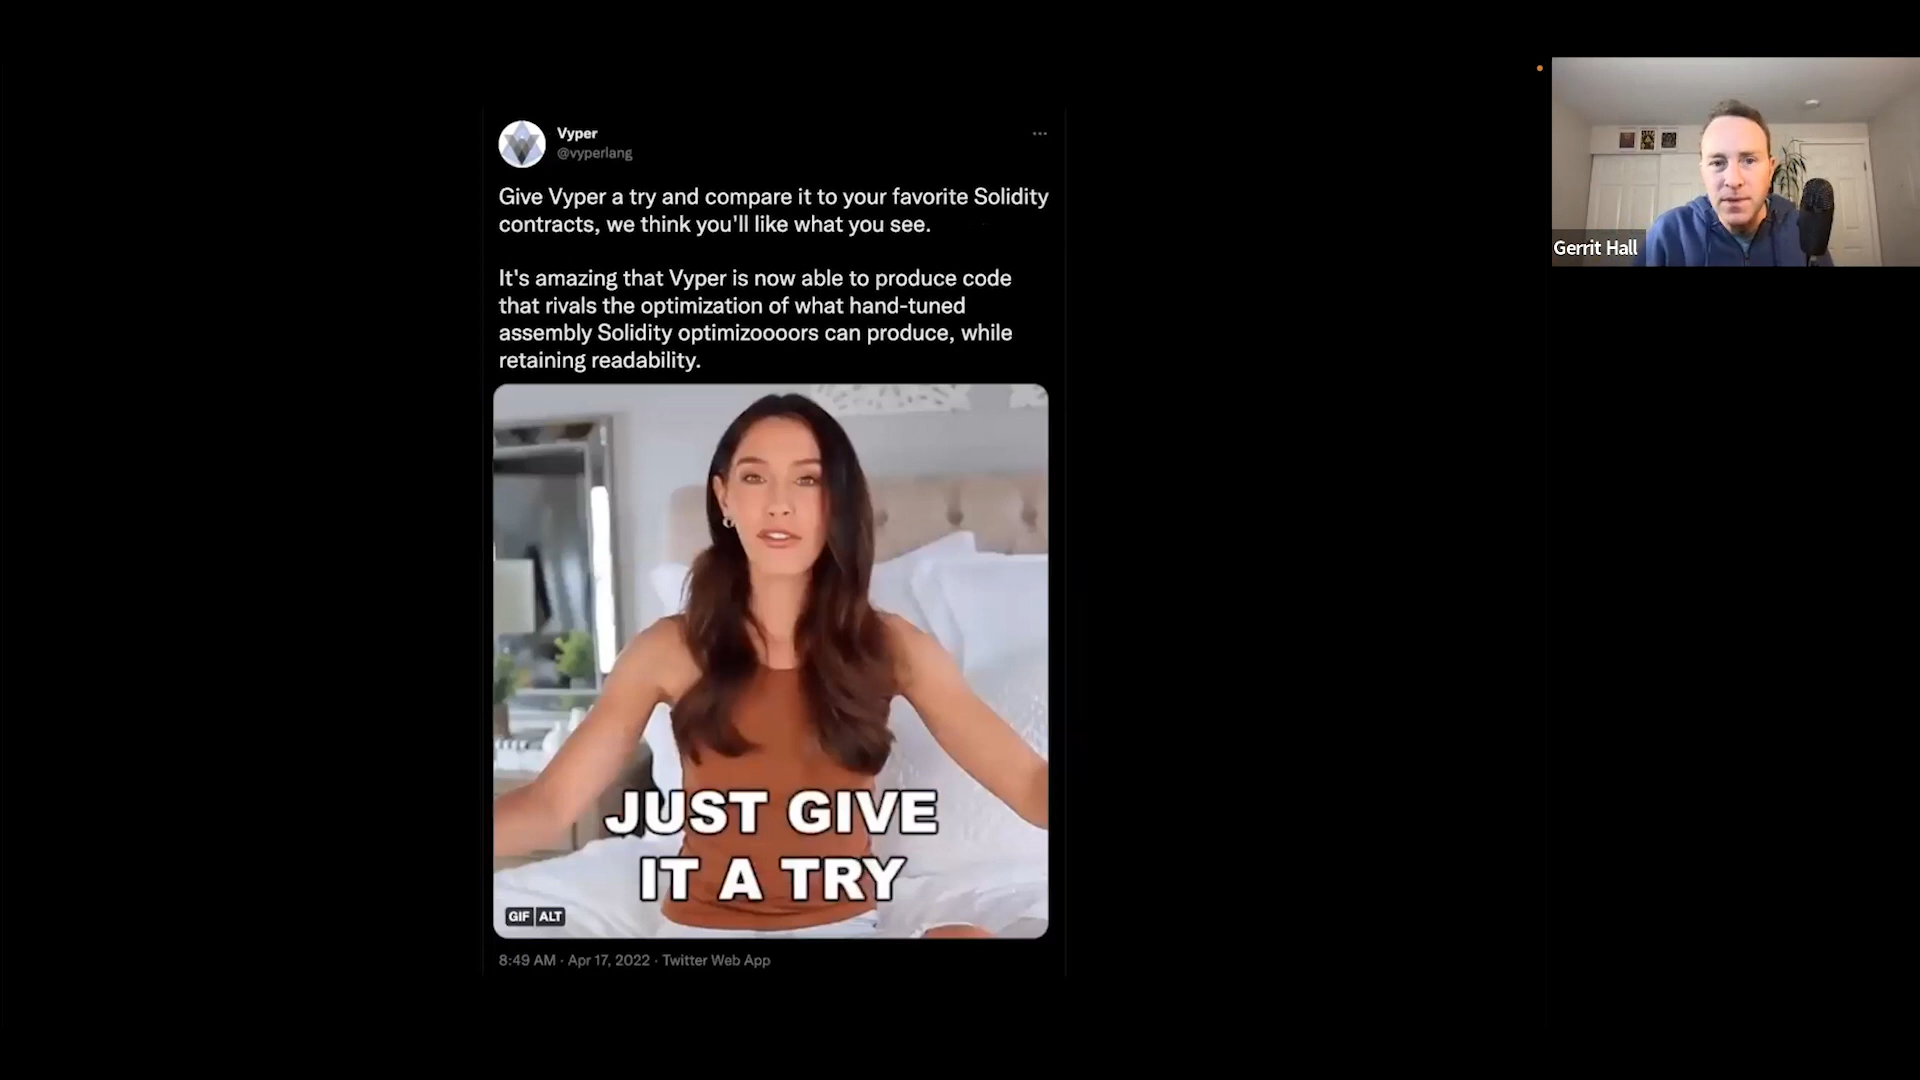 Vyper
@vyperlang
Give Vyper a try and compare it to your favorite Solidity
contracts, we think you'll like what you see.
It's amazing that Vyper is now able to produce code
that rivals the optimization of what hand-tuned
assembly Solidity optimizoooors can produce, while
retaining readability.
JUST GIVE
IT A TRY
GIF ALT
8:49 AM · Apr 17, 2022 · Twitter Web App
Gerrit Hall